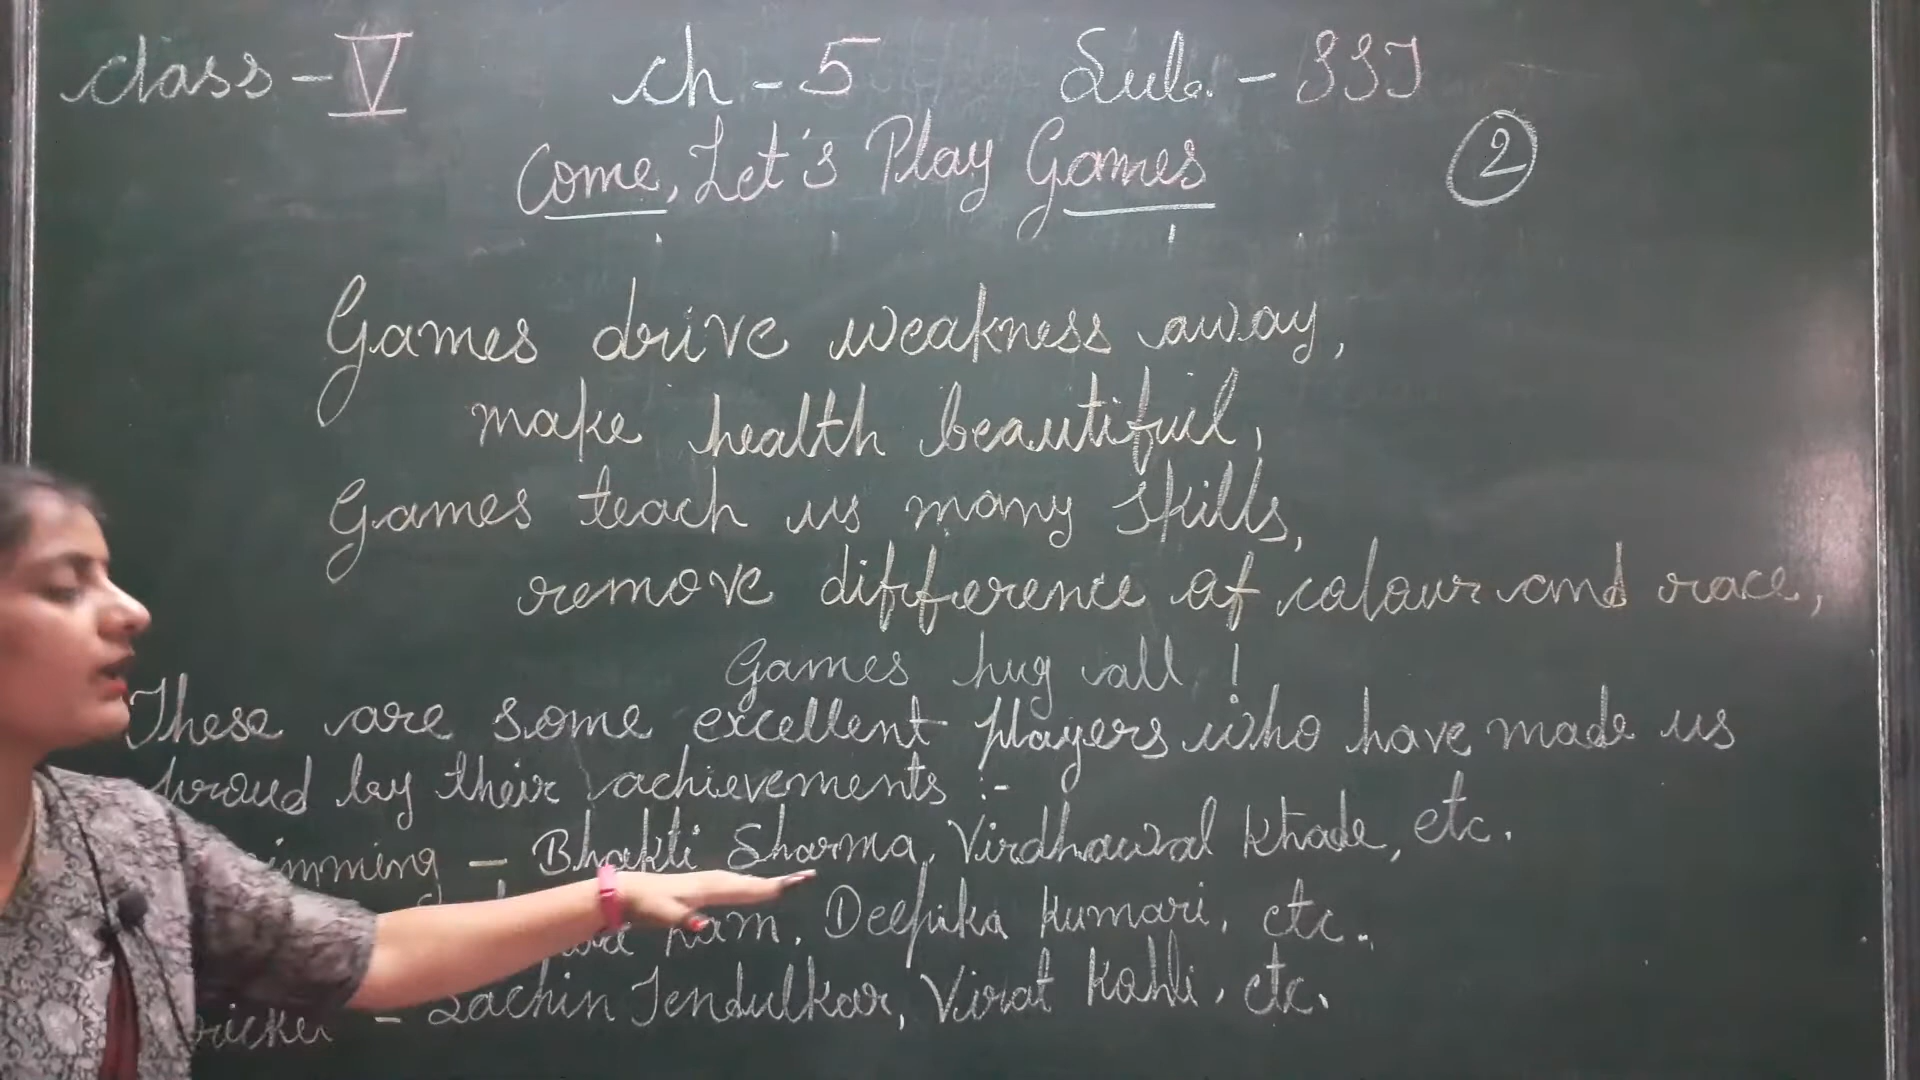 Class - V ch - 5 Sub. - SST
Come, Let's Play Games
2
Games drive weakness away,
make health beautiful,
Games teach us many skills,
remove difference of colour and race,
Games hug all !
These are some excellent players who have made us
proud by their achievements :-
imming - Bhakti Sharma, Virdhawal Khade, etc.
Ram, Deepika Kumari, etc.
Sachin Tendulkar, Virat Kohli, etc.